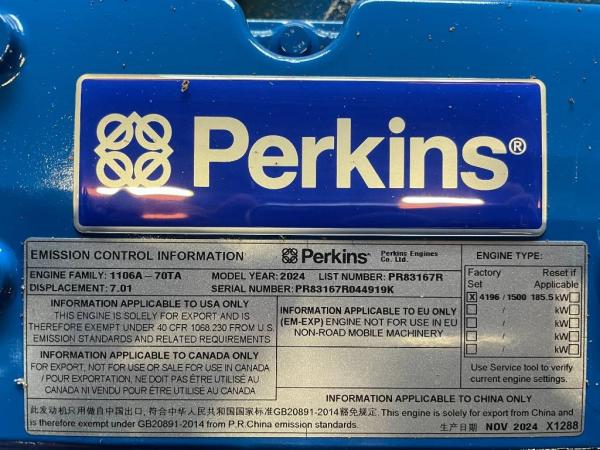 Perkins®
EMISSION CONTROL INFORMATION
Perkins®
Perkins Engines
Co. Ltd.
ENGINE FAMILY: 1106A-70TA MODEL YEAR: 2024 LIST NUMBER: PR83167R
DISPLACEMENT: 7.01 SERIAL NUMBER: PR83167R044919K
INFORMATION APPLICABLE TO USA ONLY
THIS ENGINE IS SOLELY FOR EXPORT AND IS
THEREFORE EXEMPT UNDER 40 CFR 1068.230 FROM U.S.
EMISSION STANDARDS AND RELATED REQUIREMENTS
INFORMATION APPLICABLE TO EU ONLY
(EM-EXP) ENGINE NOT FOR USE IN EU
NON-ROAD MOBILE MACHINERY
INFORMATION APPLICABLE TO CANADA ONLY
FOR EXPORT, NOT FOR USE OR SALE FOR USE IN CANADA
/ POUR EXPORTATION, NE DOIT PAS ÊTRE UTILISÉ AU
CANADA NI VENDU POUR ÊTRE UTILISÉ AU CANADA
ENGINE TYPE:
Factory Reset if
Set Applicable
X 4196 / 1500 185.5 kW
/ kW
/ kW
/ kW
/ kW
Use Service tool to verify
current engine settings.
INFORMATION APPLICABLE TO CHINA ONLY
此发动机只用做自中国出口, 符合中华人民共和国国家标准GB20891-2014豁免规定. This engine is solely for export from China and
is therefore exempt under GB20891-2014 from P.R.China emission standards.
生产日期 NOV 2024 X1288